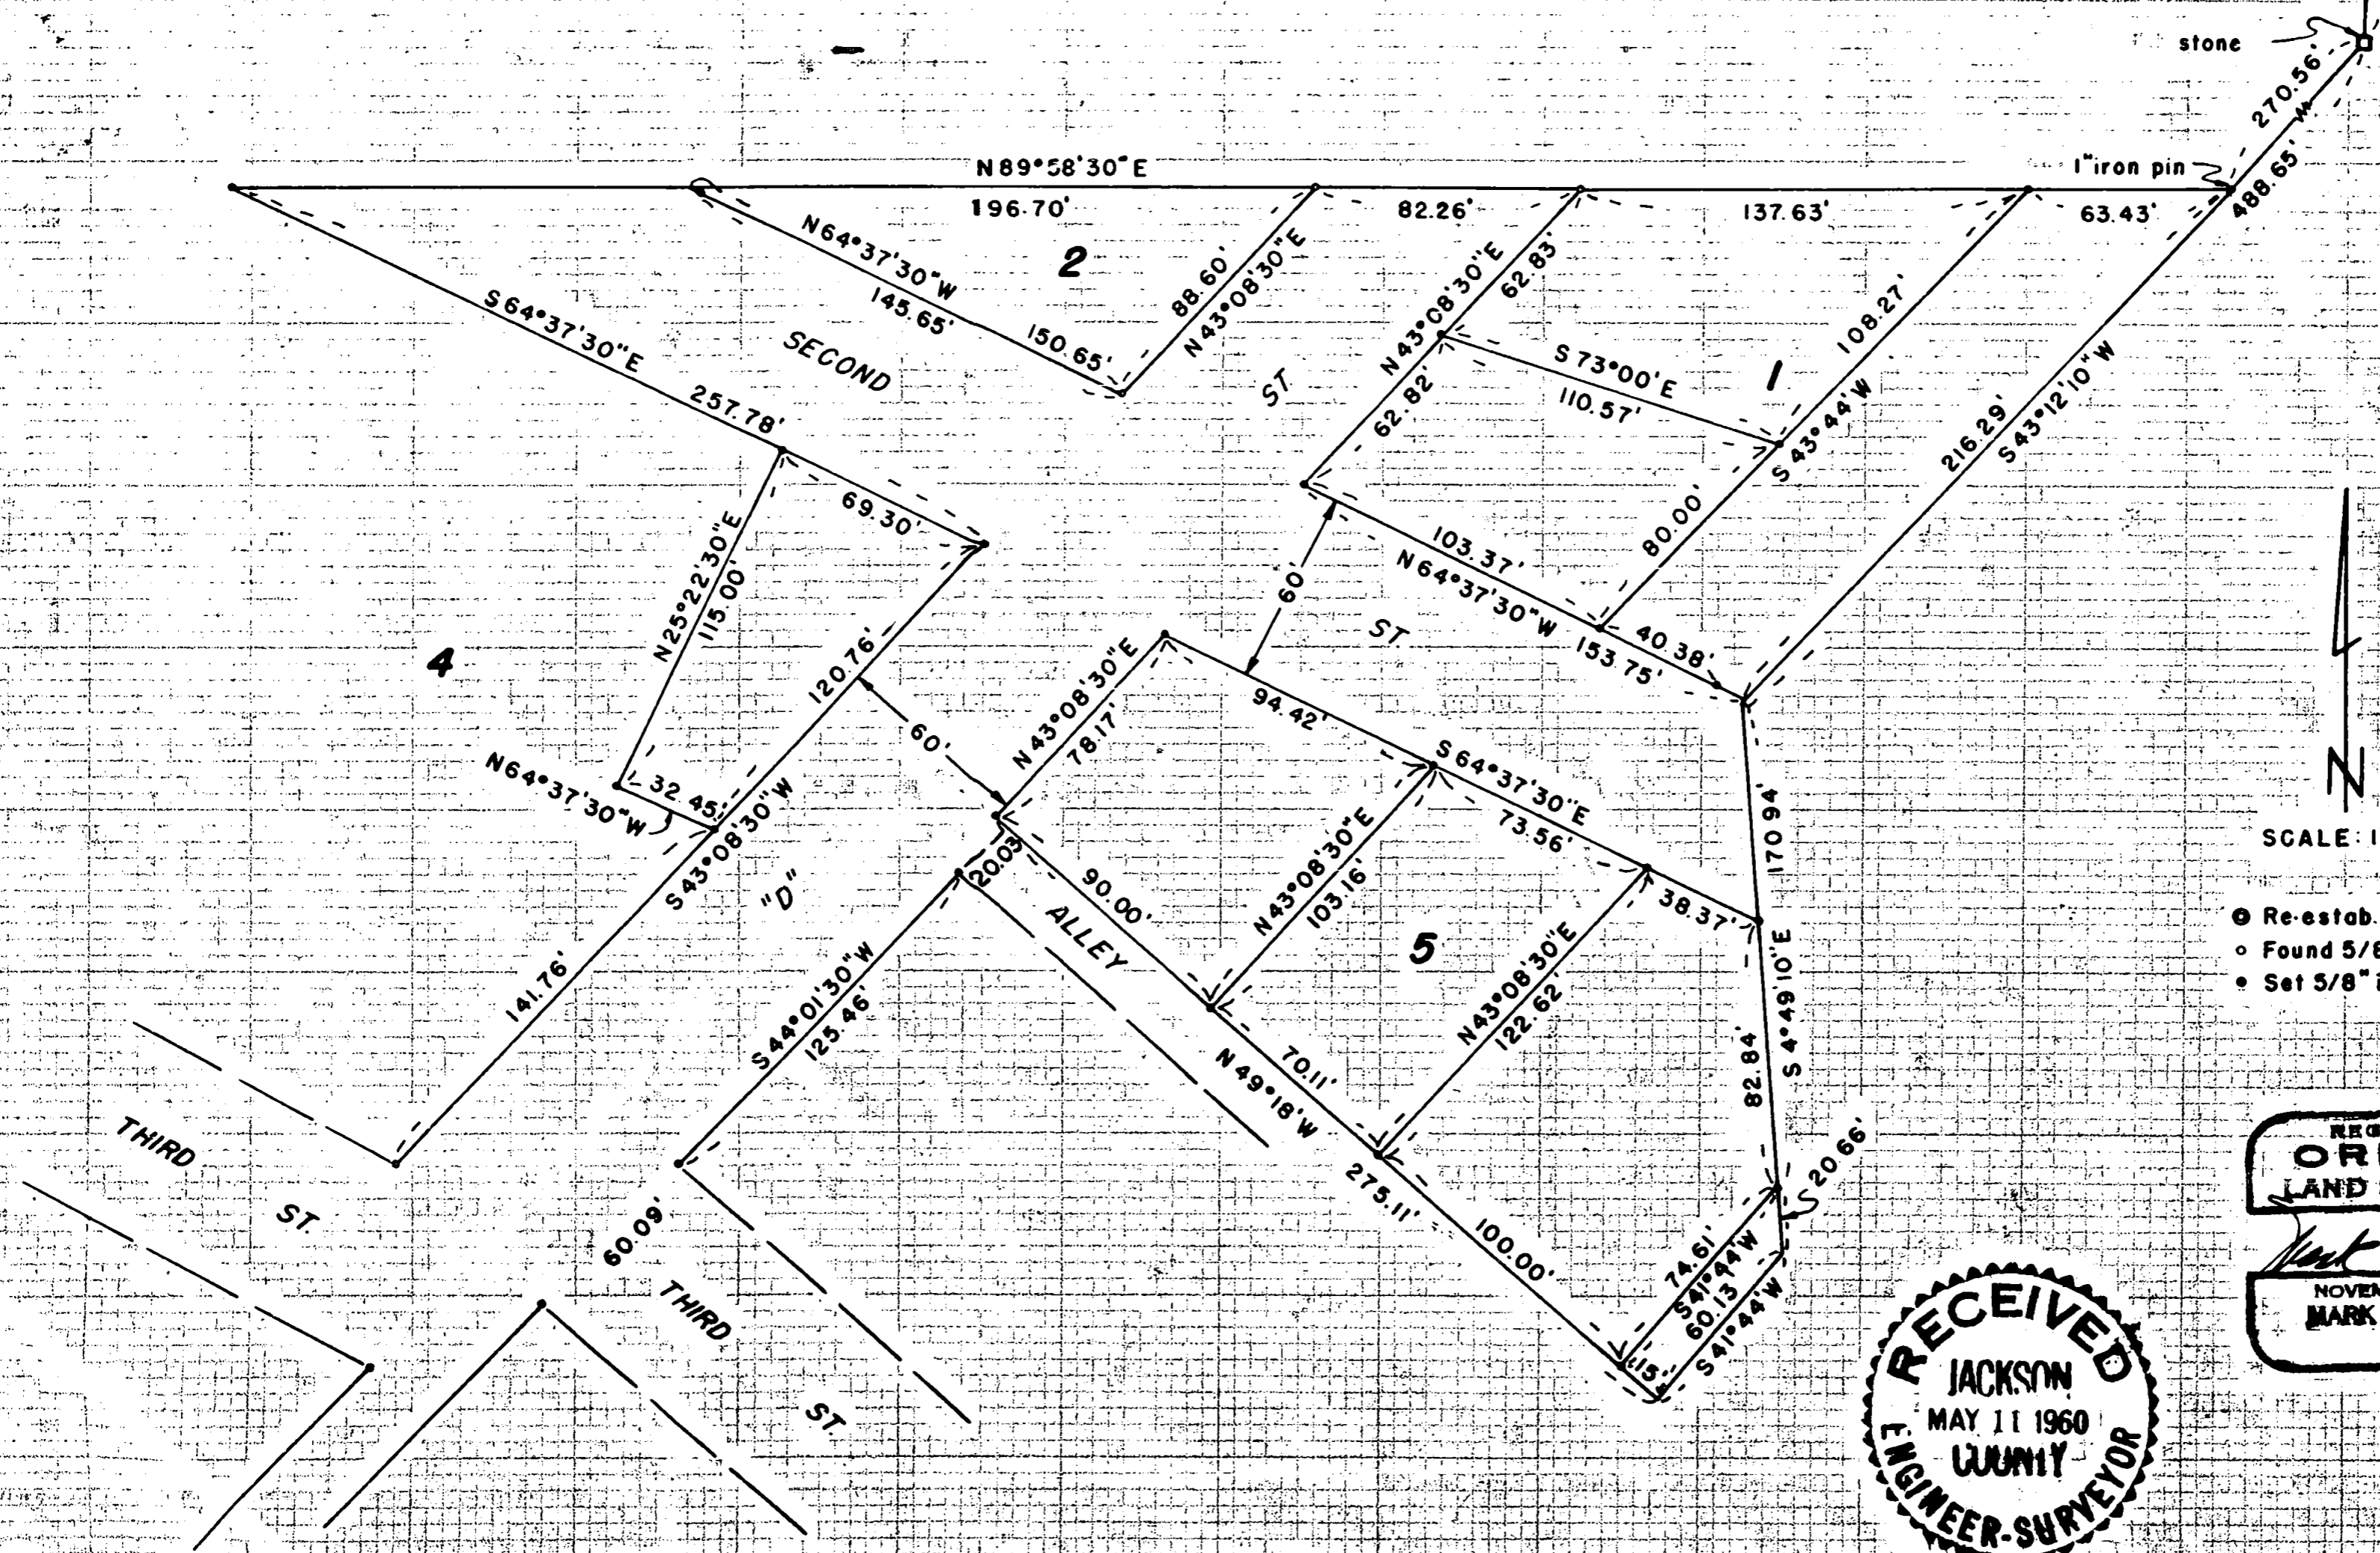 stone
270.56'
1" iron pin
488.65'
N89°58'30"E
196.70'
82.26'
137.63'
63.43'
N64°37'30"W
145.65'
150.65'
2
88.60'
N43°08'30"E
N43°08'30"E
62.83'
62.82'
S73°00'E
110.57'
1
108.27'
S43°44'W
80.00'
216.29'
S43°12'10"W
S64°37'30"E
257.78'
SECOND
ST
69.30'
N25°22'30"E
115.00'
4
120.76'
60'
N64°37'30"W
32.45'
S43°08'30"W
"D"
141.76'
103.37'
N64°37'30"W
40.38'
153.75'
60'
ST.
N43°08'30"E
78.17'
94.42'
S64°37'30"E
73.56'
38.37'
20.03'
90.00'
ALLEY
N43°08'30"E
103.16'
5
N43°08'30"E
122.62'
170.94'
S4°49'10"E
82.84'
S44°01'30"W
125.46'
70.11'
N49°18'W
275.11'
100.00'
74.61'
S41°44'W
60.13'
S41°44'W
20.66'
15'
THIRD
ST.
60.09'
THIRD
ST.
N
SCALE: 1
Re-estab.
Found 5/8
Set 5/8"
OR
LAND
NOVEM
MARK
RECEIVED
JACKSON
MAY 11 1960
COUNTY
ENGINEER-SURVEYOR